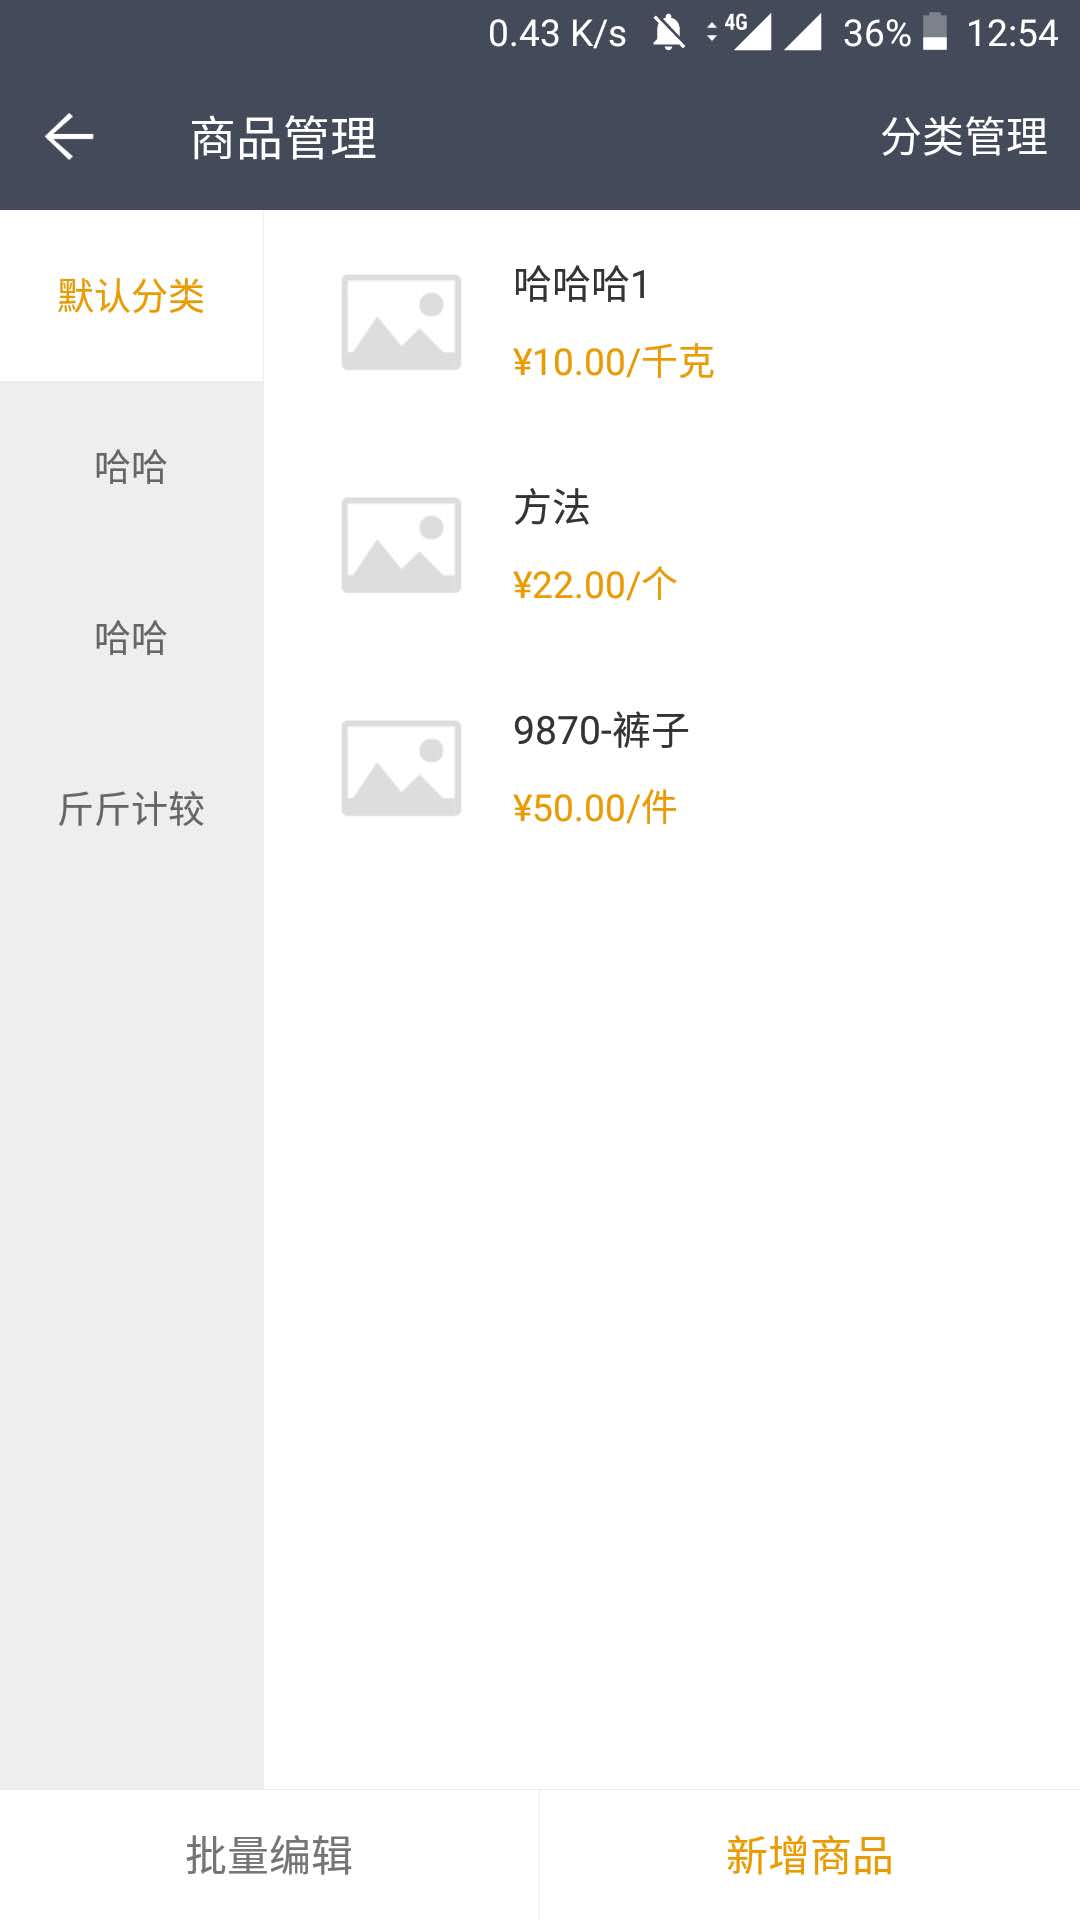 0.43 K/s 4G 36% 12:54
商品管理 分类管理
默认分类
哈哈
哈哈
斤斤计较
哈哈哈1
¥10.00/千克
方法
¥22.00/个
9870-裤子
¥50.00/件
批量编辑 新增商品